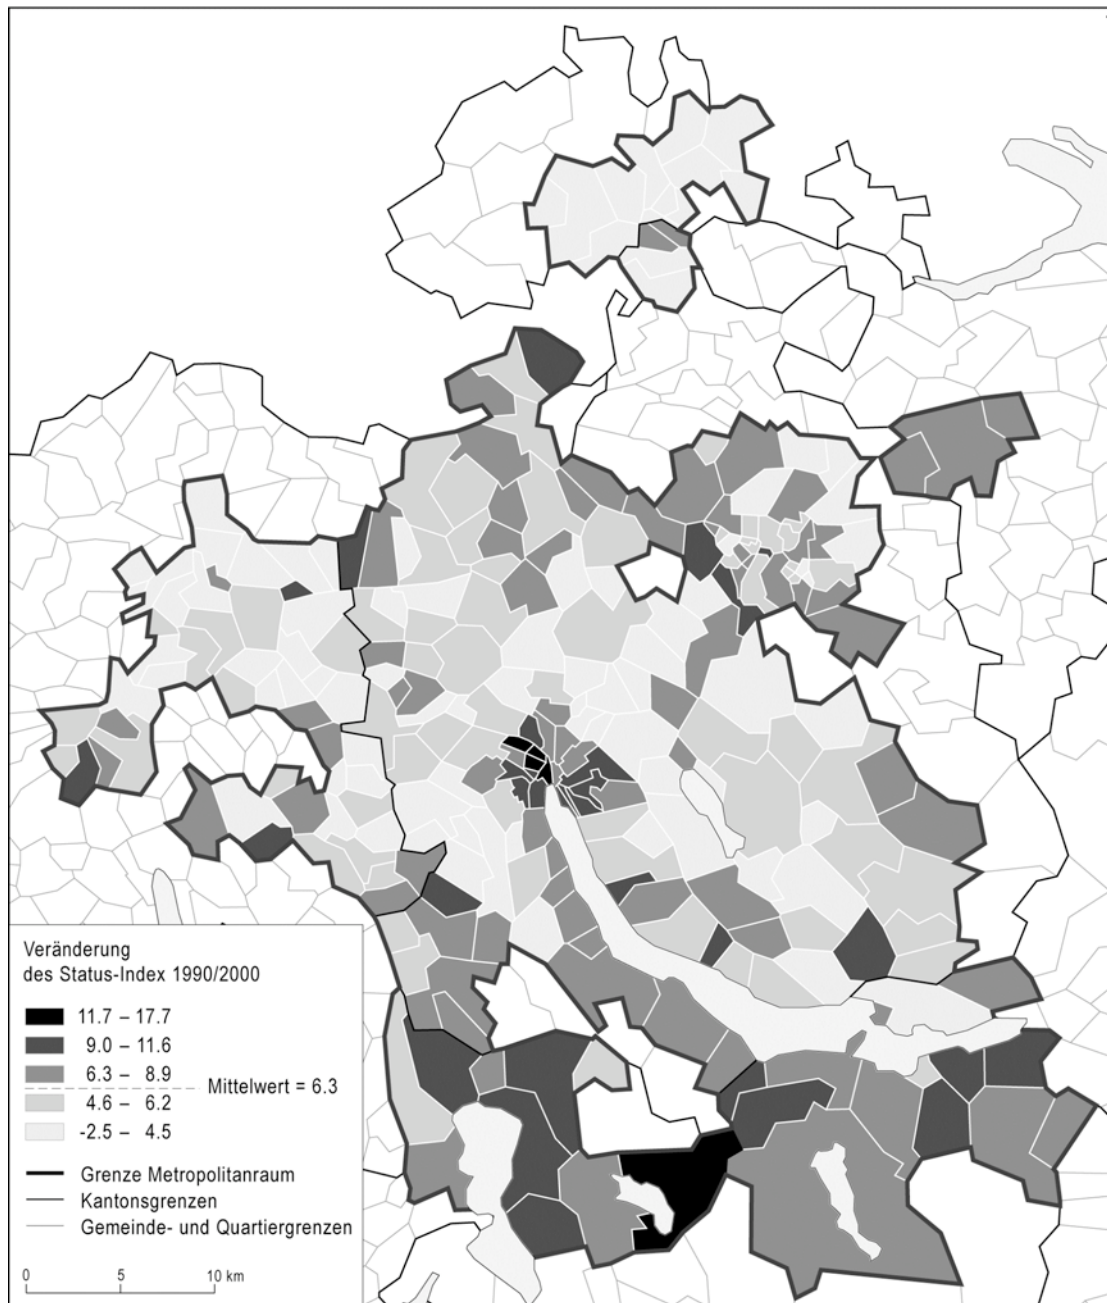 Veränderung
des Status-Index 1990/2000
11.7 – 17.7
9.0 – 11.6
6.3 – 8.9
Mittelwert = 6.3
4.6 – 6.2
-2.5 – 4.5
Grenze Metropolitanraum
Kantonsgrenzen
Gemeinde- und Quartiergrenzen
0 5 10 km